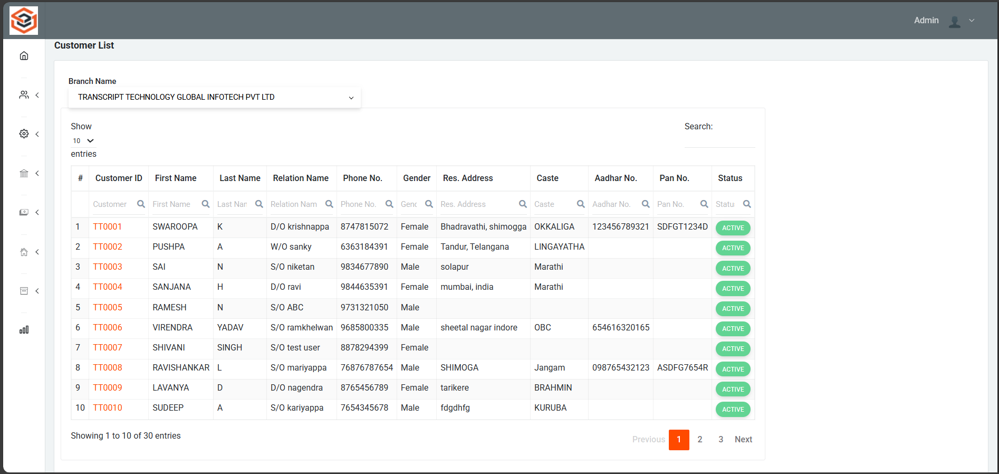 Admin
Customer List
Branch Name
TRANSCRIPT TECHNOLOGY GLOBAL INFOTECH PVT LTD
Show
10
entries
Search:
# Customer ID First Name Last Name Relation Name Phone No. Gender Res. Address Caste Aadhar No. Pan No. Status
Customer First Name Last Nar Relation Nam Phone No. Genc Res. Address Caste Aadhar No. Pan No. Statu
1 TT0001 SWAROOPA K D/O krishnappa 8747815072 Female Bhadravathi, shimogga OKKALIGA 123456789321 SDFGT1234D ACTIVE
2 TT0002 PUSHPA A W/O sanky 6363184391 Female Tandur, Telangana LINGAYATHA ACTIVE
3 TT0003 SAI N S/O niketan 9834677890 Male solapur Marathi ACTIVE
4 TT0004 SANJANA H D/O ravi 9844635391 Female mumbai, india Marathi ACTIVE
5 TT0005 RAMESH N S/O ABC 9731321050 Male ACTIVE
6 TT0006 VIRENDRA YADAV S/O ramkhelwan 9685800335 Male sheetal nagar indore OBC 654616320165 ACTIVE
7 TT0007 SHIVANI SINGH S/O test user 8878294399 Female ACTIVE
8 TT0008 RAVISHANKAR L S/O mariyappa 76876787654 Male SHIMOGA Jangam 098765432123 ASDFG7654R ACTIVE
9 TT0009 LAVANYA D D/O nagendra 8765456789 Female tarikere BRAHMIN ACTIVE
10 TT0010 SUDEEP A S/O kariyappa 7654345678 Male fdgdhfg KURUBA ACTIVE
Showing 1 to 10 of 30 entries
Previous 1 2 3 Next